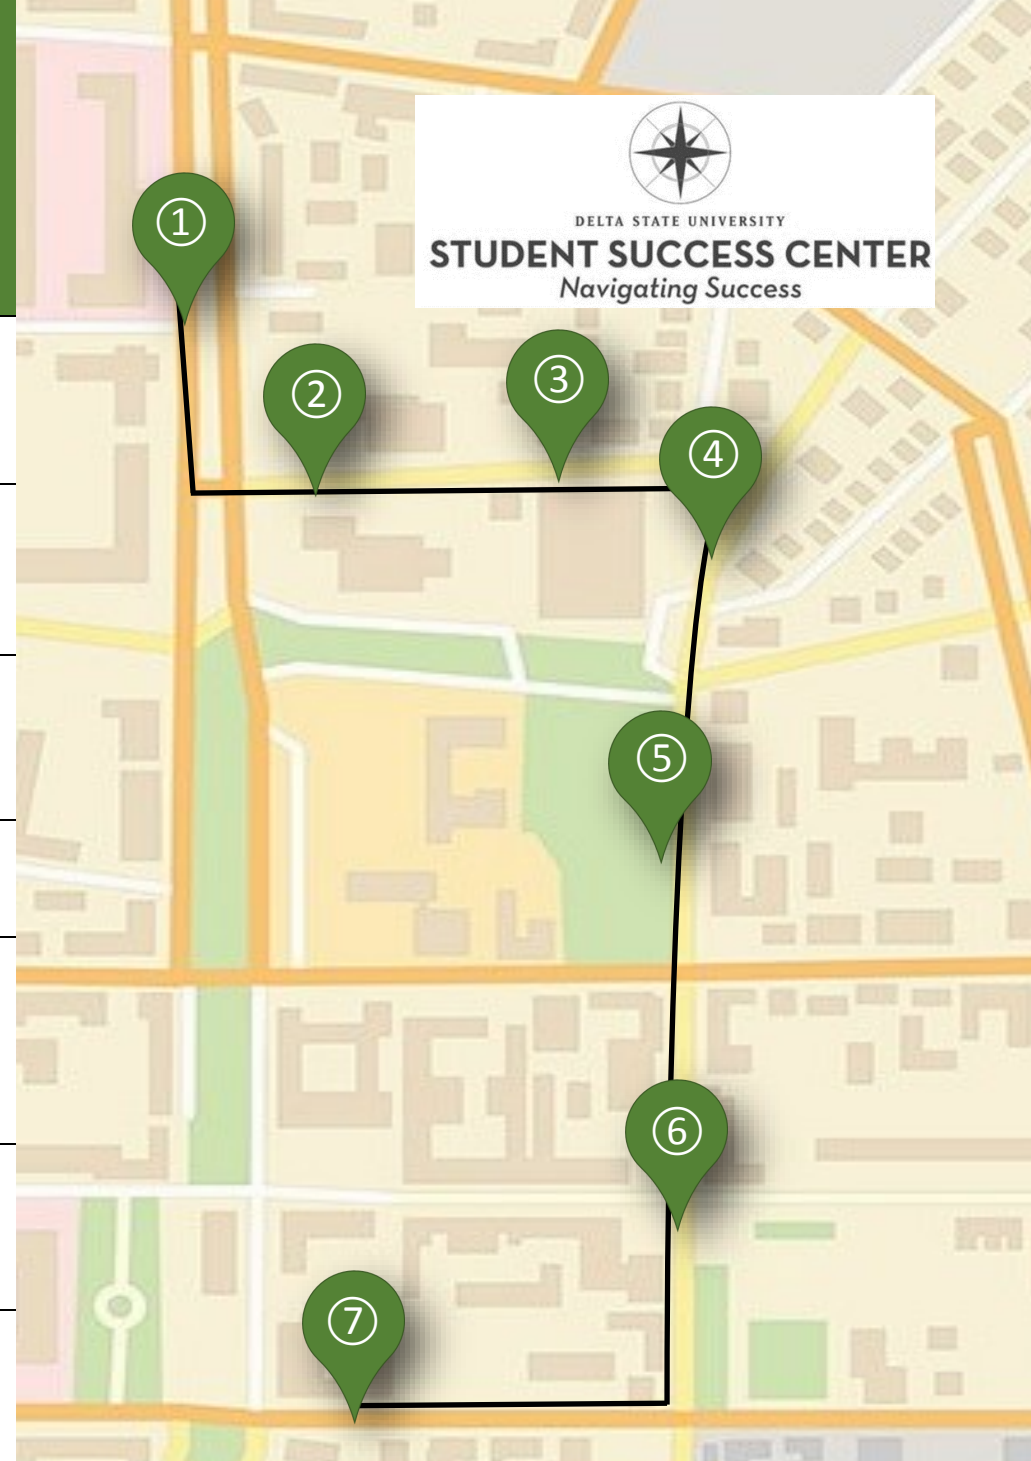 DELTA STATE UNIVERSITY
STUDENT SUCCESS CENTER
Navigating Success
①
②
③
④
⑤
⑥
⑦